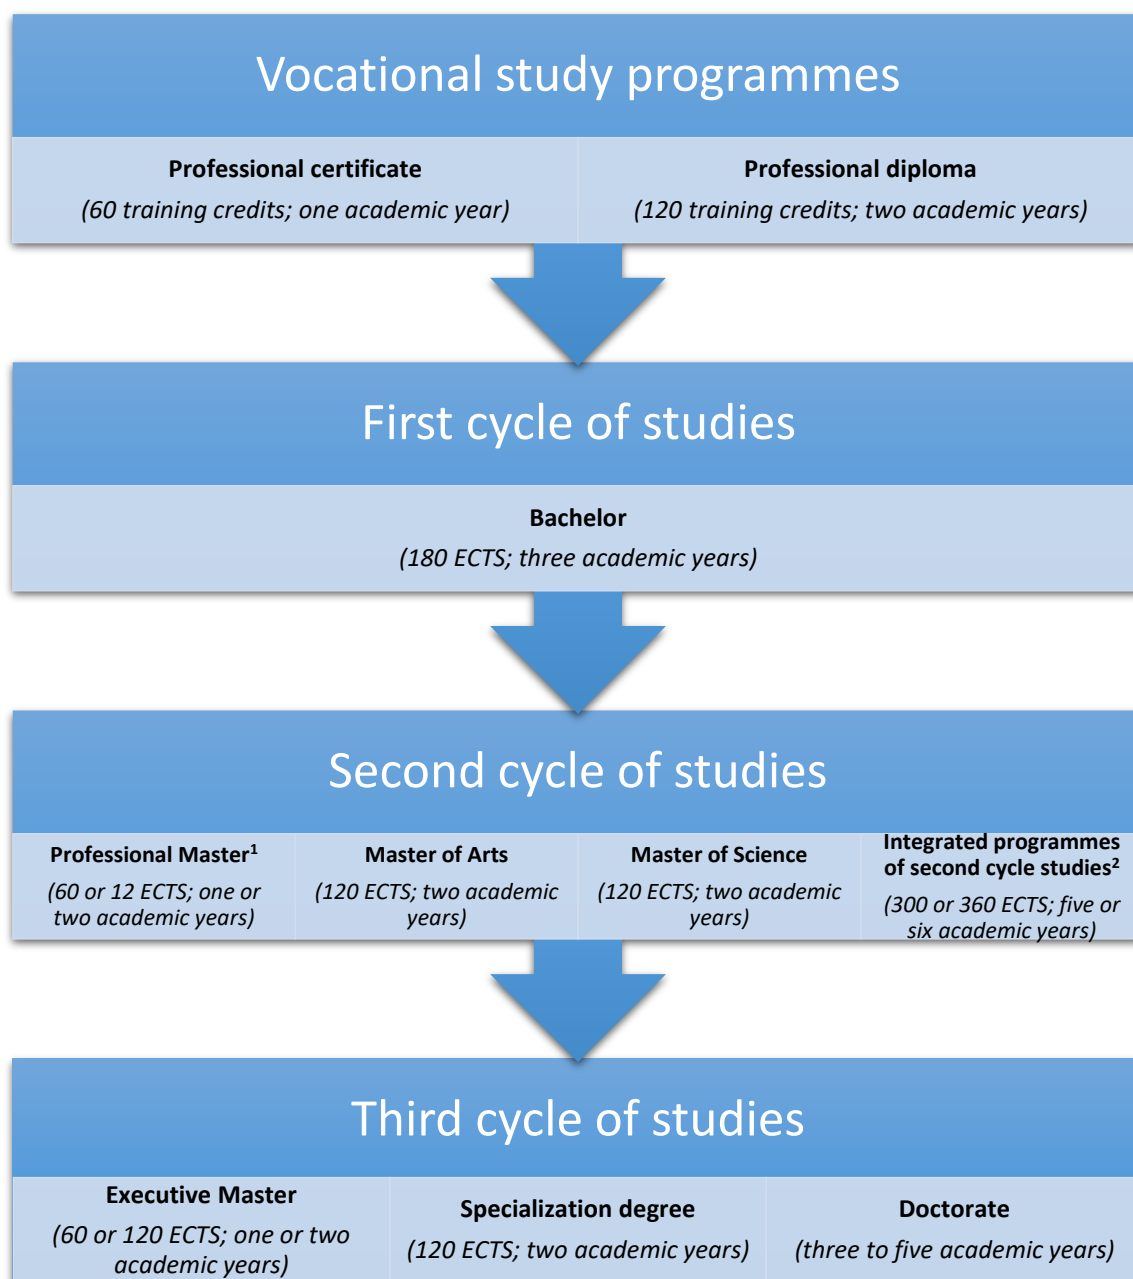 Vocational study programmes
Professional certificate
(60 training credits; one academic year)
Professional diploma
(120 training credits; two academic years)
First cycle of studies
Bachelor
(180 ECTS; three academic years)
Second cycle of studies
Professional Master¹
(60 or 12 ECTS; one or
two academic years)
Master of Arts
(120 ECTS; two academic
years)
Master of Science
(120 ECTS; two academic
years)
Integrated programmes
of second cycle studies²
(300 or 360 ECTS; five or
six academic years)
Third cycle of studies
Executive Master
(60 or 120 ECTS; one or two
academic years)
Specialization degree
(120 ECTS; two academic years)
Doctorate
(three to five academic years)